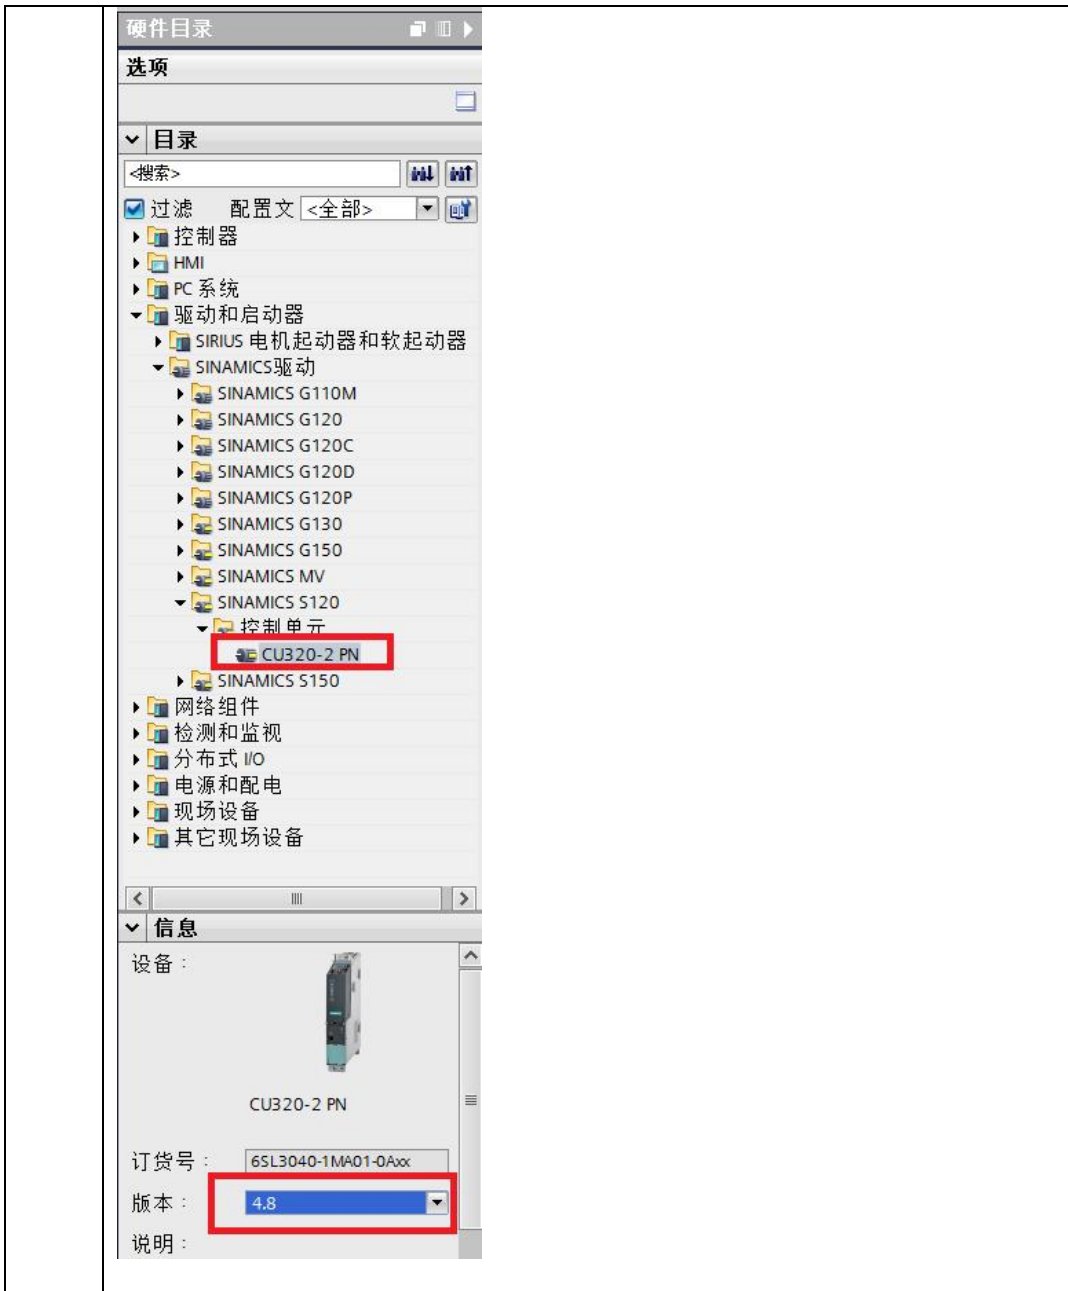 硬件目录
选项
目录
<搜索>
过滤 配置文 <全部>
控制器
HMI
PC 系统
驱动和启动器
SIRIUS 电机起动器和软起动器
SINAMICS驱动
SINAMICS G110M
SINAMICS G120
SINAMICS G120C
SINAMICS G120D
SINAMICS G120P
SINAMICS G130
SINAMICS G150
SINAMICS MV
SINAMICS S120
控制单元
CU320-2 PN
SINAMICS S150
网络组件
检测和监视
分布式 I/O
电源和配电
现场设备
其它现场设备
信息
设备：
CU320-2 PN
订货号： 6SL3040-1MA01-0Axx
版本： 4.8
说明：